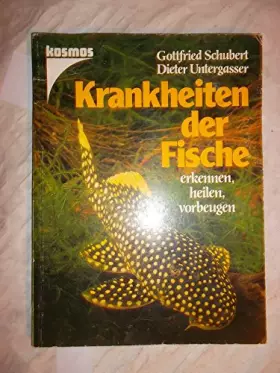 kosmos
Gottfried Schubert
Dieter Untergasser
Krankheiten
der
Fische
erkennen,
heilen,
vorbeugen